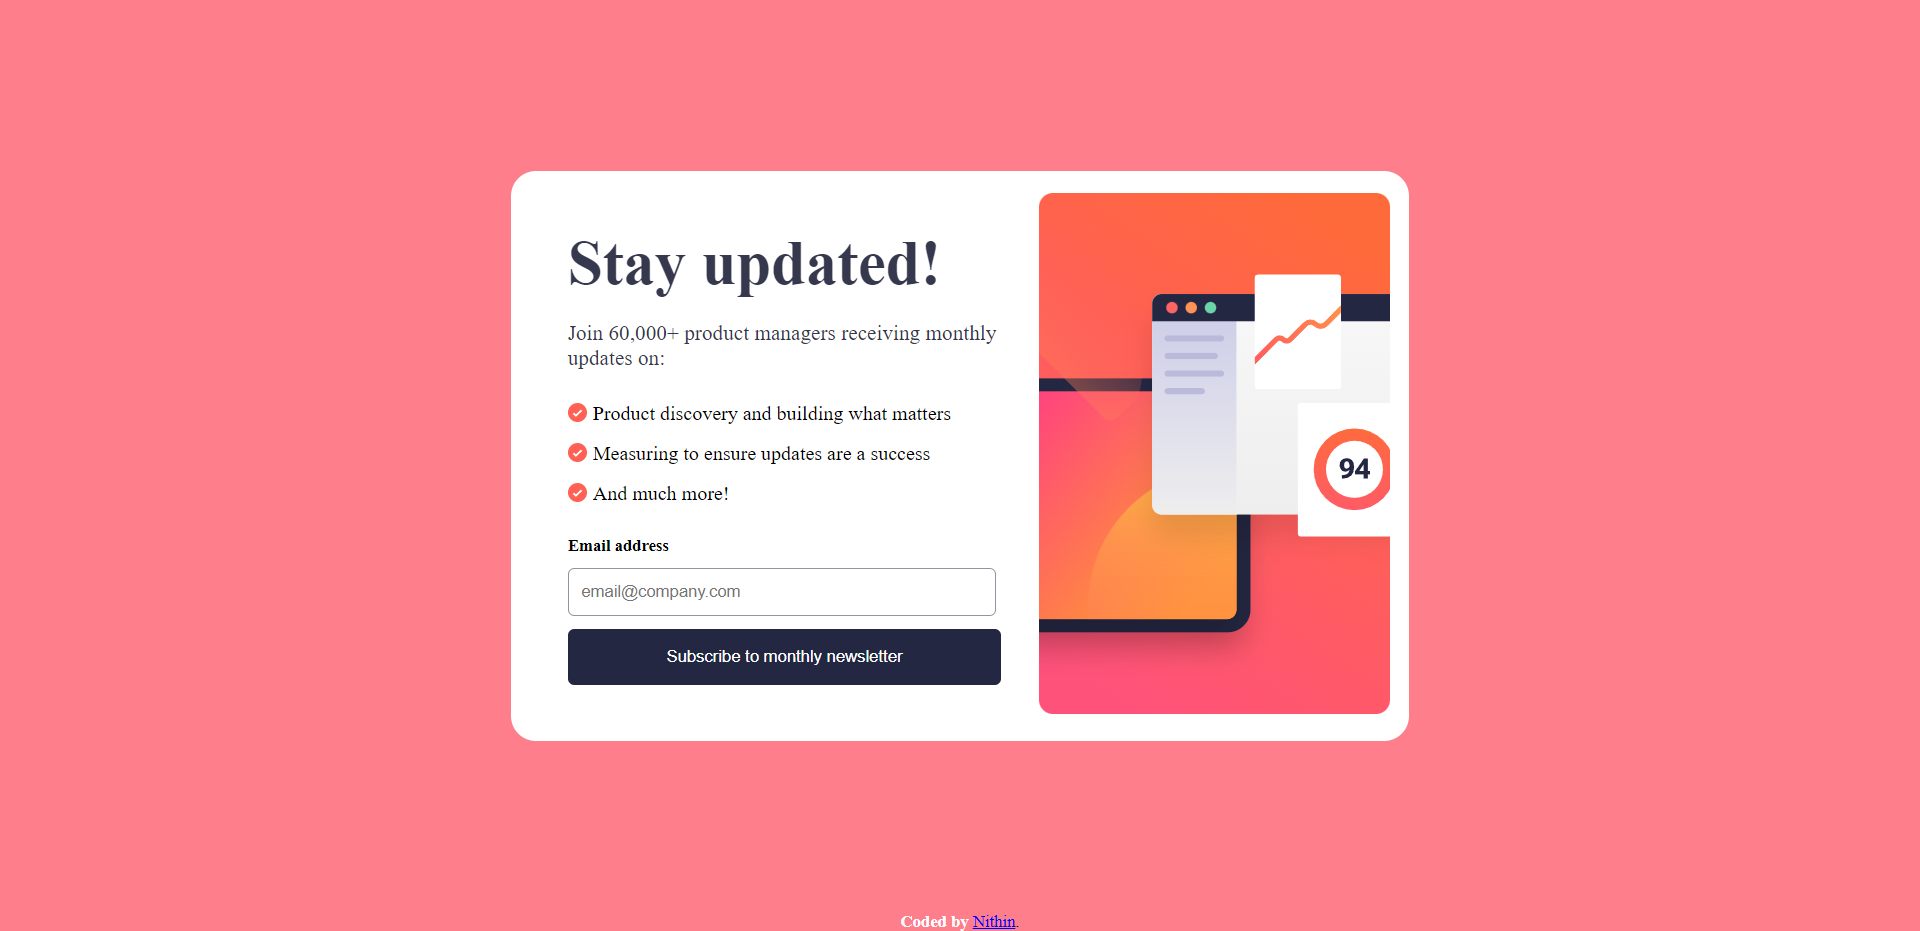 Stay updated!
Join 60,000+ product managers receiving monthly
updates on:
Product discovery and building what matters
Measuring to ensure updates are a success
And much more!
Email address
email@company.com
Subscribe to monthly newsletter
94
Coded by Nithin.